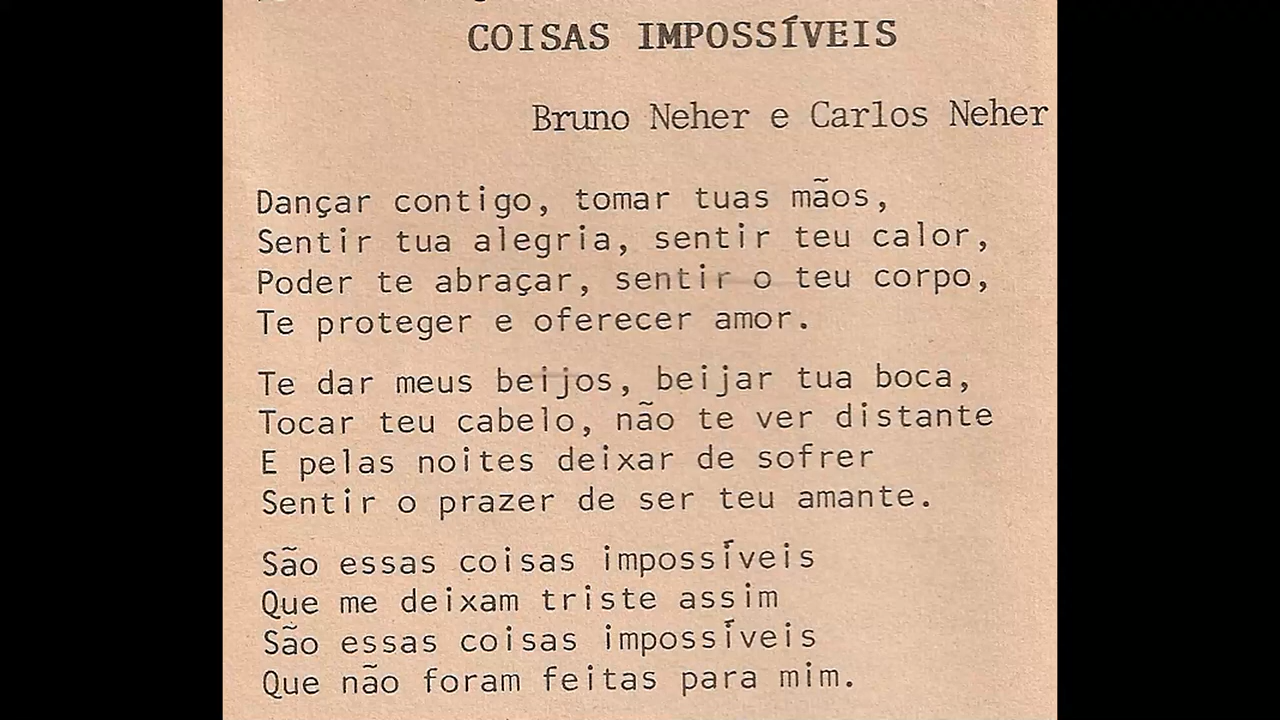 COISAS IMPOSSÍVEIS
Bruno Neher e Carlos Neher
Dançar contigo, tomar tuas mãos,
Sentir tua alegria, sentir teu calor,
Poder te abraçar, sentir o teu corpo,
Te proteger e oferecer amor.
Te dar meus beijos, beijar tua boca,
Tocar teu cabelo, não te ver distante
E pelas noites deixar de sofrer
Sentir o prazer de ser teu amante.
São essas coisas impossíveis
Que me deixam triste assim
São essas coisas impossíveis
Que não foram feitas para mim.